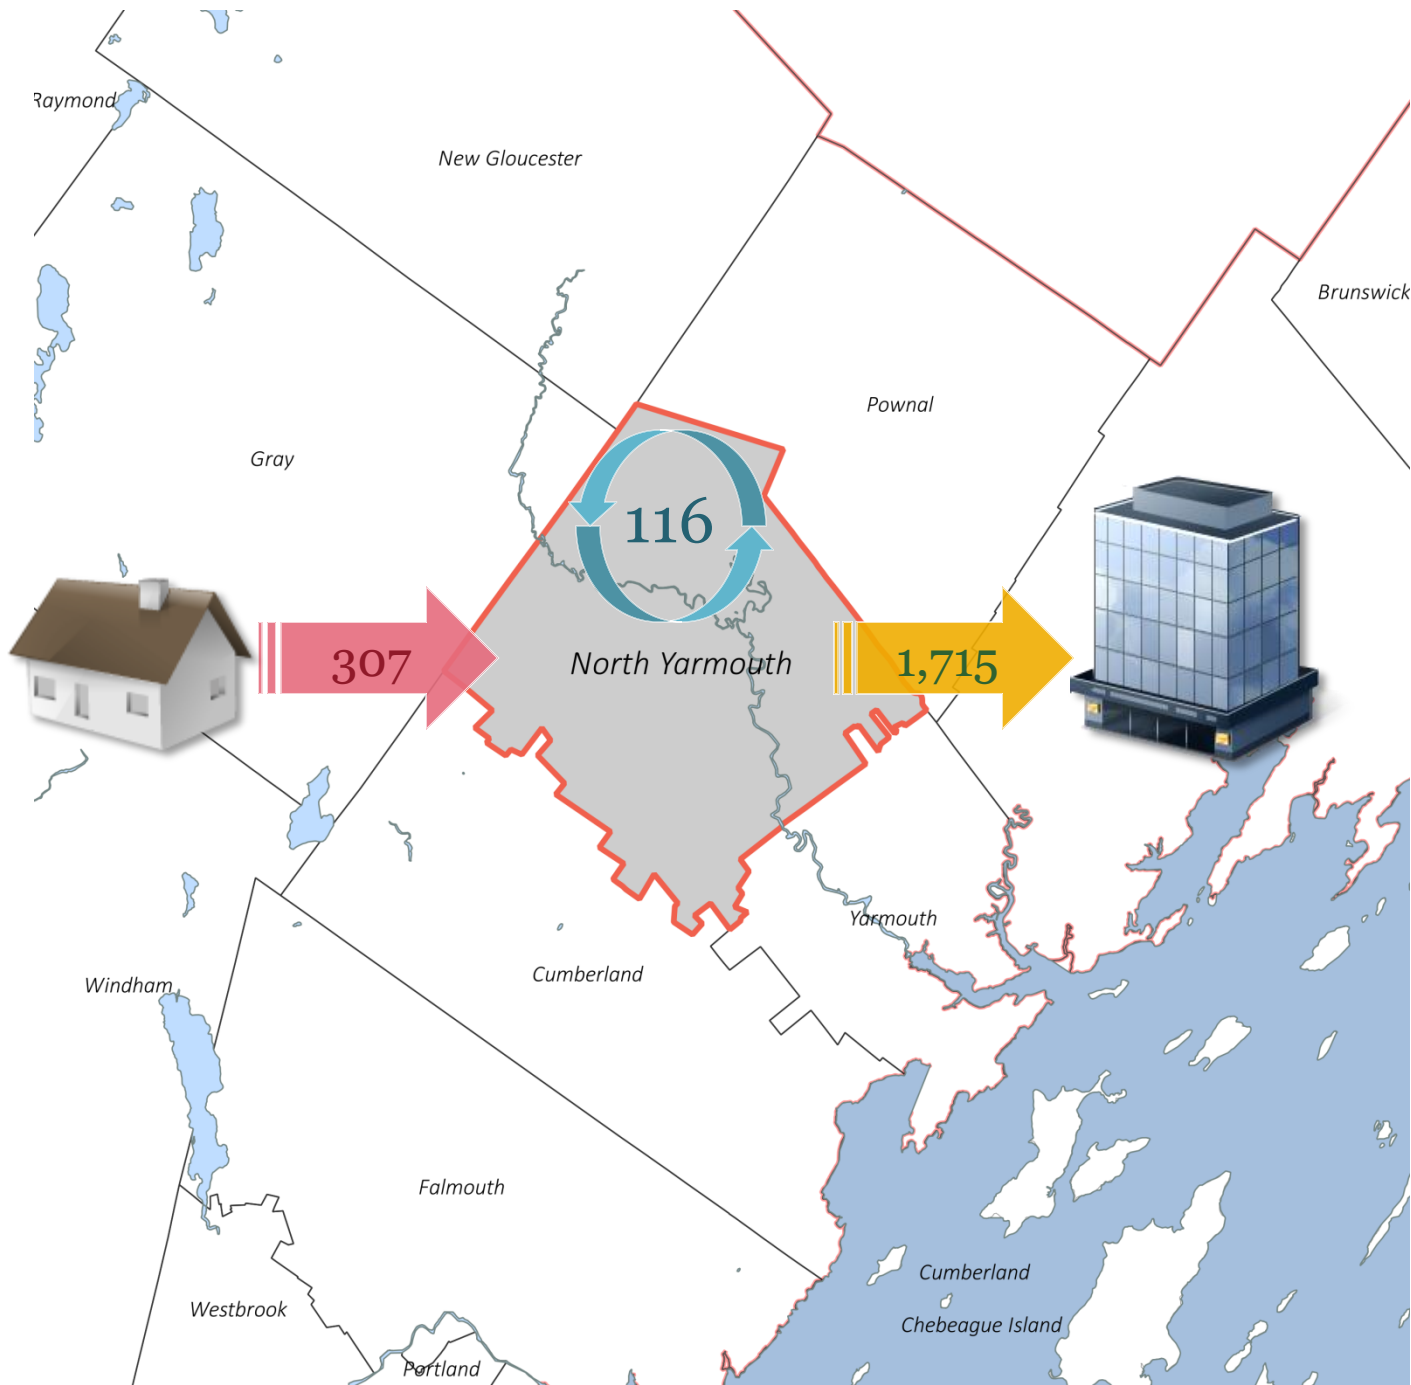 Raymond
New Gloucester
Brunswick
Pownal
Gray
116
307
North Yarmouth
1,715
Yarmouth
Cumberland
Windham
Falmouth
Cumberland
Westbrook
Chebeague Island
Portland